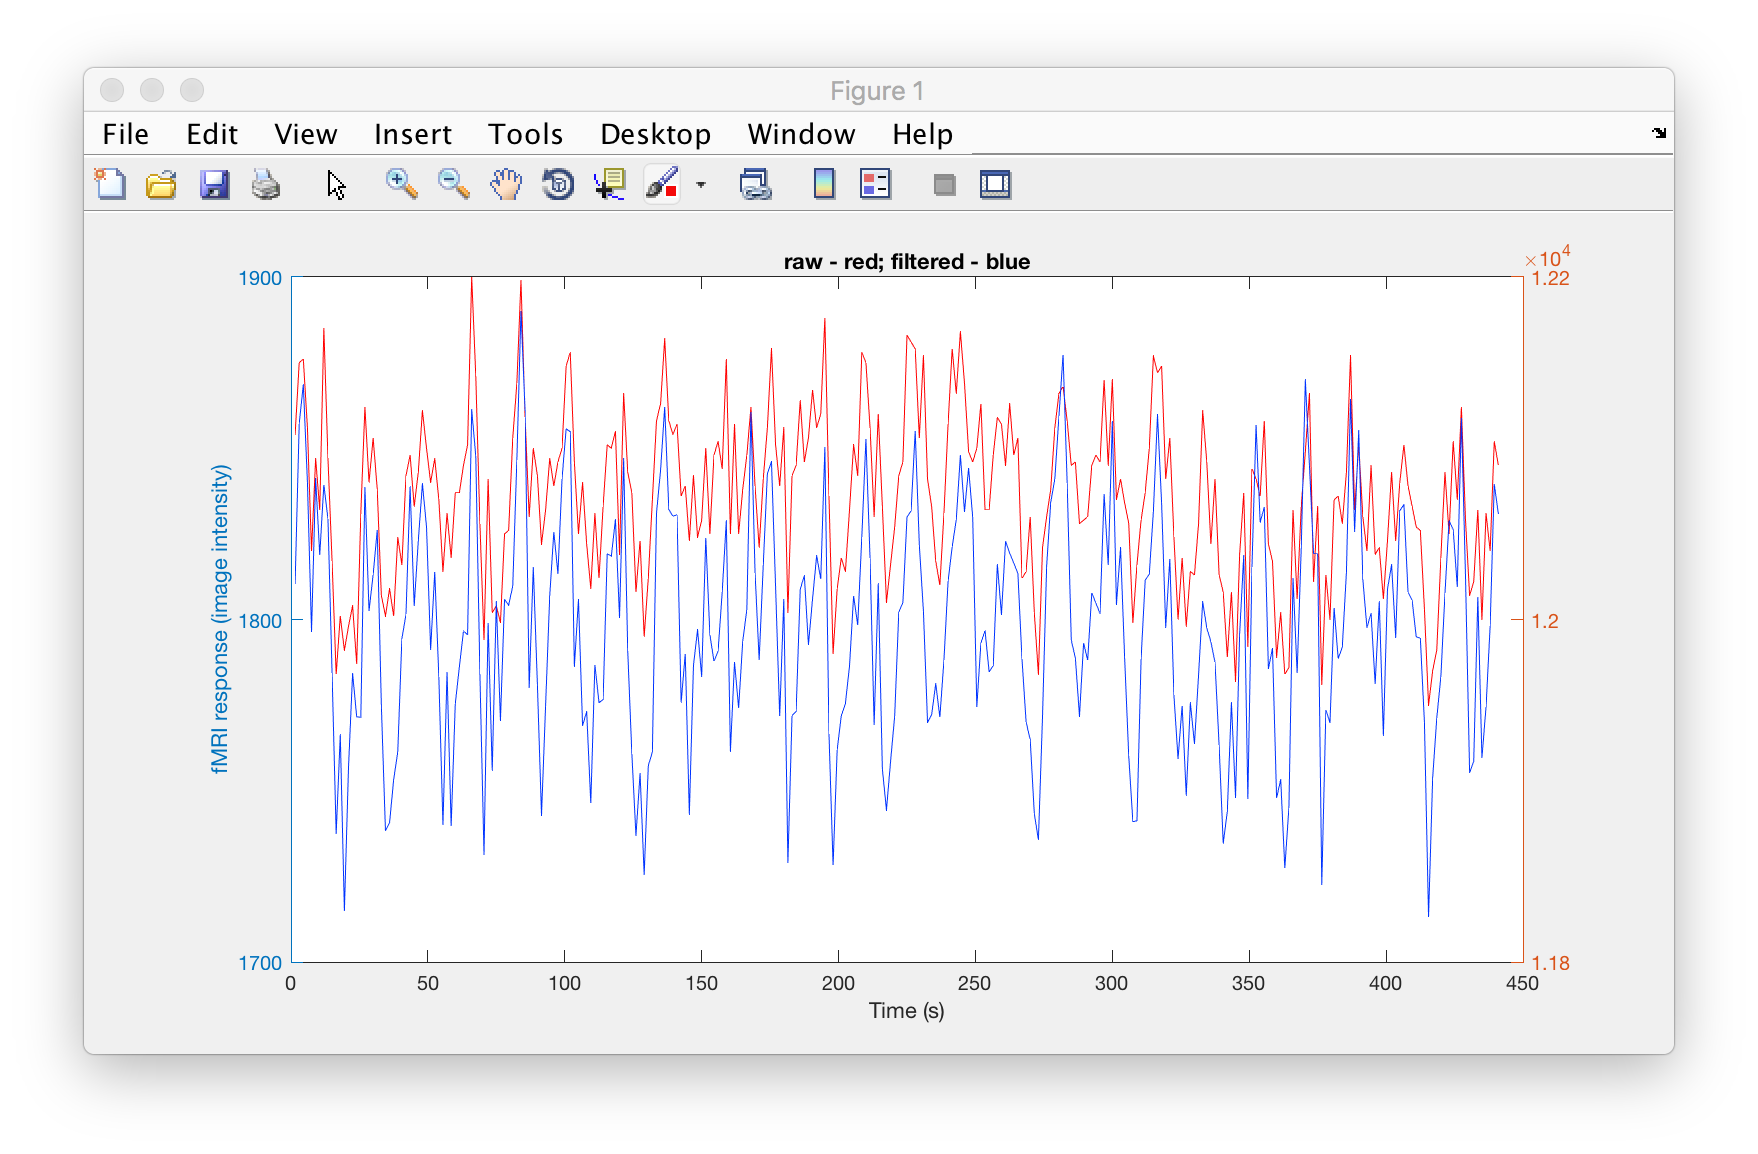 Figure 1
File Edit View Insert Tools Desktop Window Help
raw - red; filtered - blue
×10⁴
1900
1800
1700
fMRI response (image intensity)
1.22
1.2
1.18
0 50 100 150 200 250 300 350 400 450
Time (s)